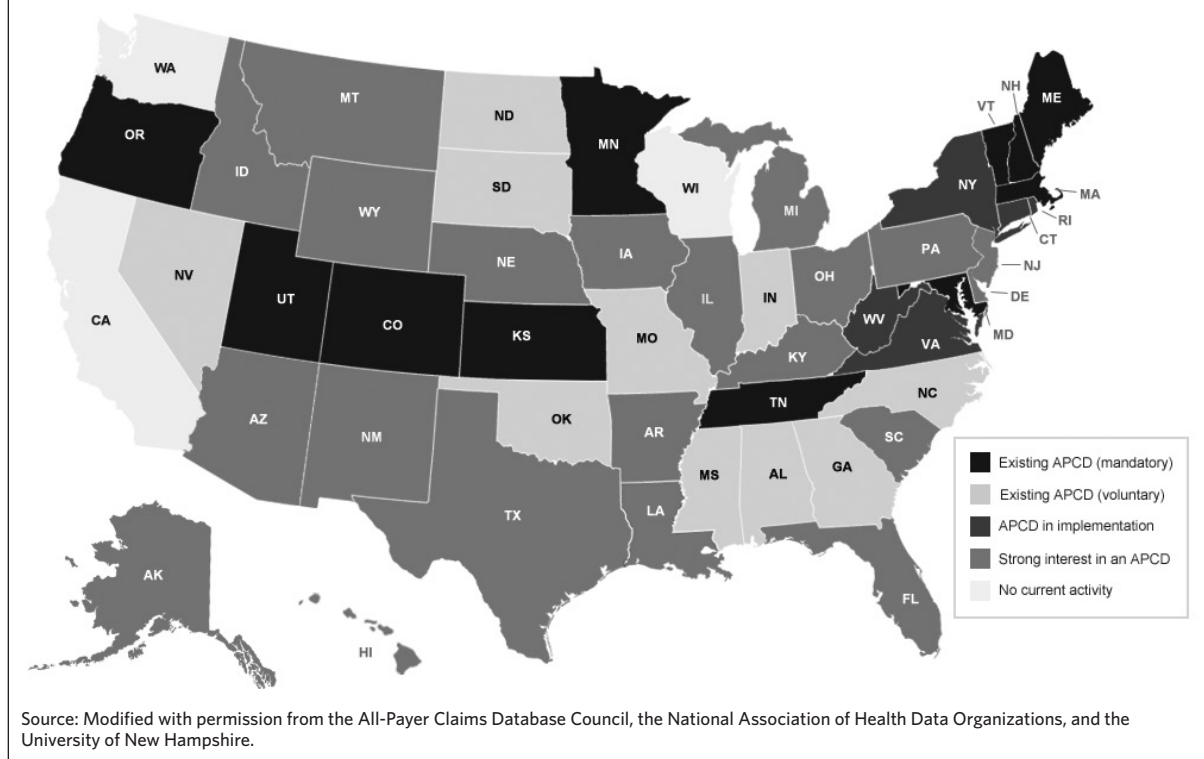 WA
OR
MT
ID
WY
ND
SD
MN
WI
NE
IA
MI
NV
CA
UT
CO
KS
MO
IL
IN
OH
KY
WV
VA
PA
NY
VT
NH
ME
MA
RI
CT
NJ
DE
MD
AZ
NM
OK
AR
TN
NC
SC
MS
AL
GA
TX
LA
FL
AK
HI
Existing APCD (mandatory)
Existing APCD (voluntary)
APCD in implementation
Strong interest in an APCD
No current activity
Source: Modified with permission from the All-Payer Claims Database Council, the National Association of Health Data Organizations, and the
University of New Hampshire.